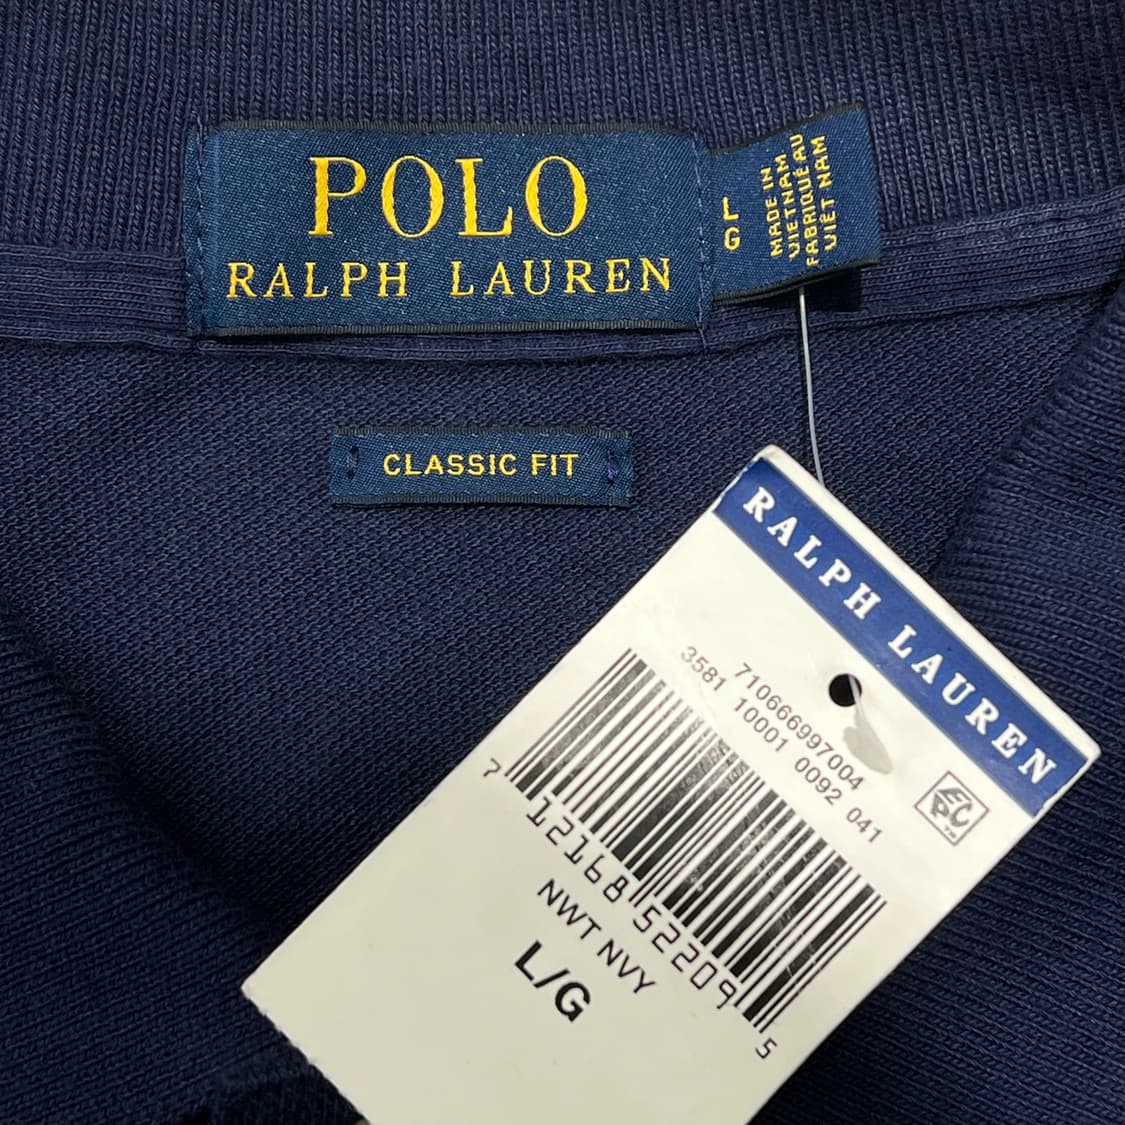 POLO
RALPH LAUREN
L
G
MADE IN
VIETNAM
FABRIQUÉ AU
VIÊT NAM
CLASSIC FIT
RALPH LAUREN
710666997004
3581 10001 0092 041
7 12168 52209 5
NWT NVY
L/G